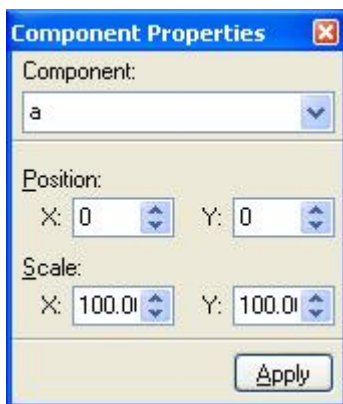 Component Properties
Component:
a
Position:
X: 0 Y: 0
Scale:
X: 100.0 Y: 100.0
Apply